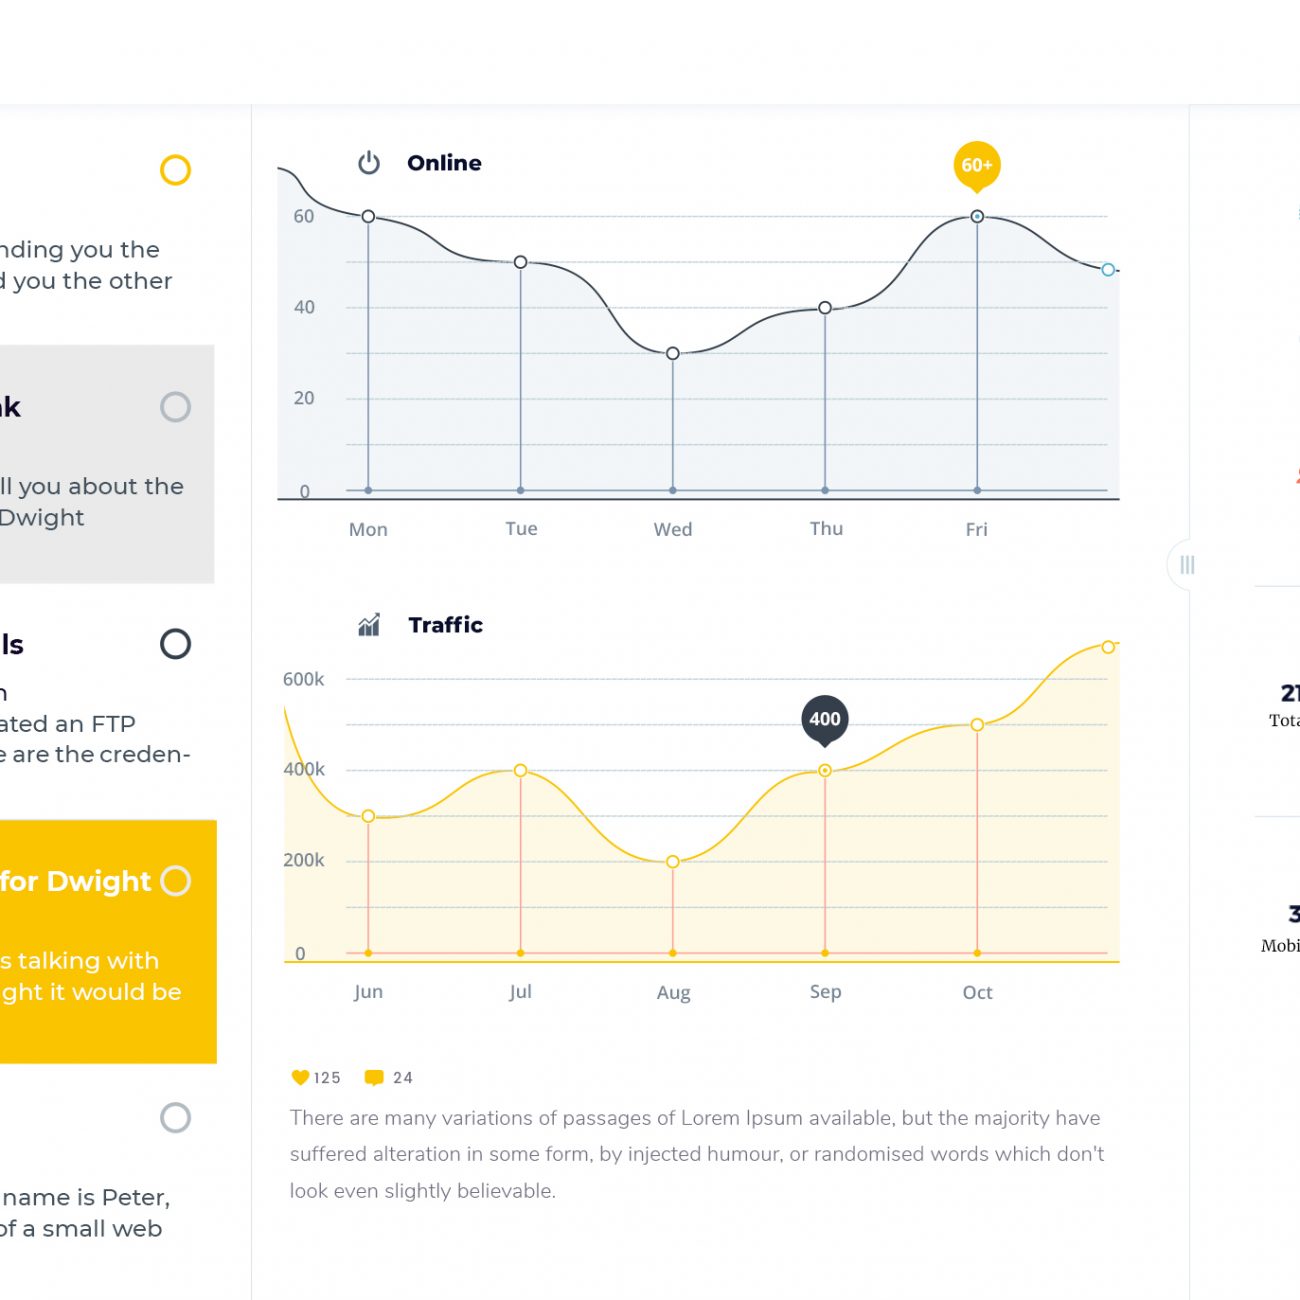 nding you the
d you the other
nk
ll you about the
Dwight
ls
n
ated an FTP
e are the creden-
for Dwight
s talking with
ght it would be
name is Peter,
of a small web
Online
60+
60
40
20
0
Mon Tue Wed Thu Fri
Traffic
600k
400
400k
200k
0
Jun Jul Aug Sep Oct
125 24
There are many variations of passages of Lorem Ipsum available, but the majority have
suffered alteration in some form, by injected humour, or randomised words which don't
look even slightly believable.
21
Tota
3
Mobi